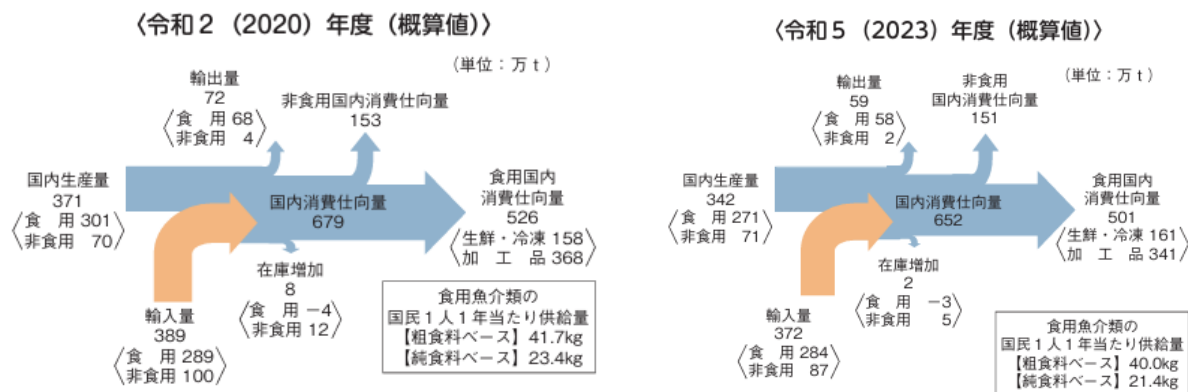 〈令和２（2020）年度（概算値）〉
（単位：万ｔ）
輸出量
72
〈食　用 68
非食用　4〉
非食用国内消費仕向量
153
国内生産量
371
〈食　用 301
非食用　70〉
国内消費仕向量
679
食用国内
消費仕向量
526
〈生鮮・冷凍 158
加　工　品 368〉
在庫増加
8
〈食　用 −4
非食用 12〉
輸入量
389
〈食　用 289
非食用 100〉
食用魚介類の
国民１人１年当たり供給量
【粗食料ベース】41.7kg
【純食料ベース】23.4kg
〈令和５（2023）年度（概算値）〉
（単位：万ｔ）
輸出量
59
〈食　用 58
非食用　2〉
非食用
国内消費仕向量
151
国内生産量
342
〈食　用 271
非食用　71〉
国内消費仕向量
652
食用国内
消費仕向量
501
〈生鮮・冷凍 161
加　工　品 341〉
在庫増加
2
〈食　用　−3
非食用　5〉
輸入量
372
〈食　用 284
非食用　87〉
食用魚介類の
国民１人１年当たり供給量
【粗食料ベース】40.0kg
【純食料ベース】21.4kg